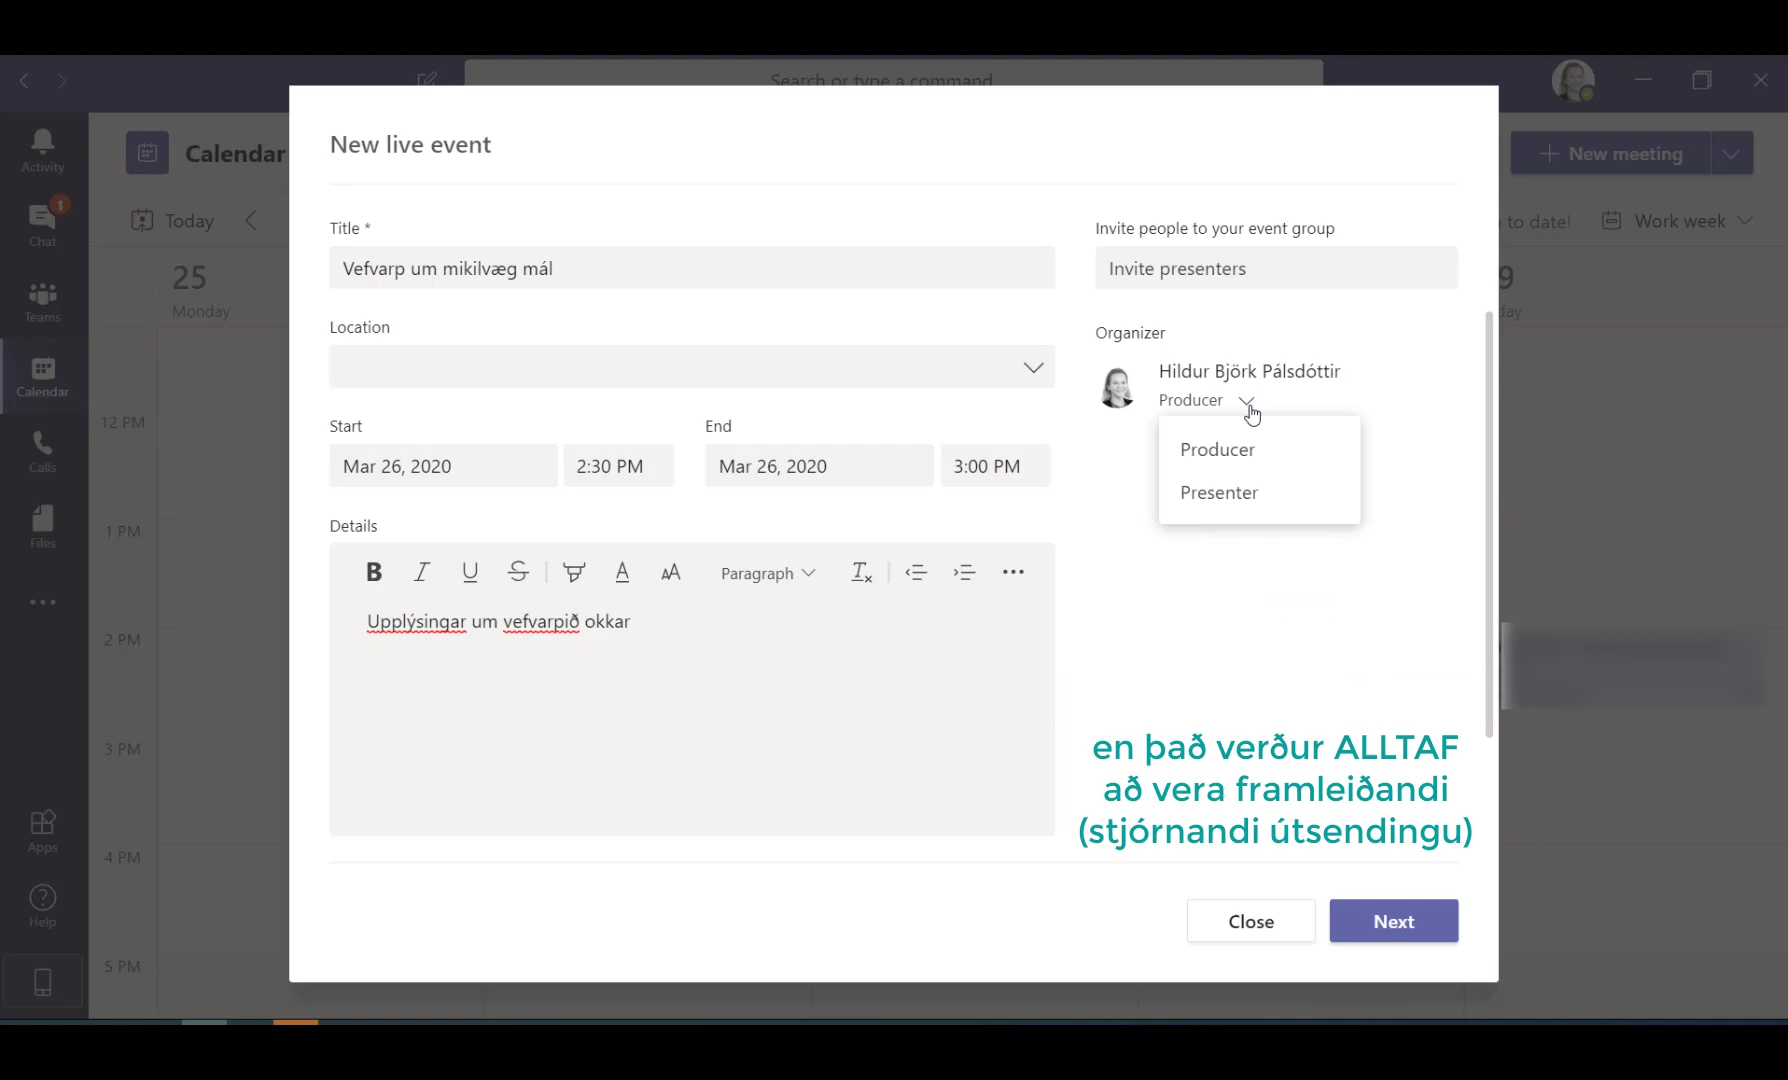 Search or type a command
Activity
Chat
1
Teams
Calendar
Calls
Files
Apps
Help
Calendar
New meeting
Today
to date!
Work week
25
Monday
9
day
12 PM
1 PM
2 PM
3 PM
4 PM
5 PM
New live event
Title *
Vefvarp um mikilvæg mál
Location
Start
End
Mar 26, 2020
2:30 PM
Mar 26, 2020
3:00 PM
Details
B I U S A AA Paragraph
Upplýsingar um vefvarpið okkar
Invite people to your event group
Invite presenters
Organizer
Hildur Björk Pálsdóttir
Producer
Producer
Presenter
en það verður ALLTAF
að vera framleiðandi
(stjórnandi útsendingu)
Close
Next